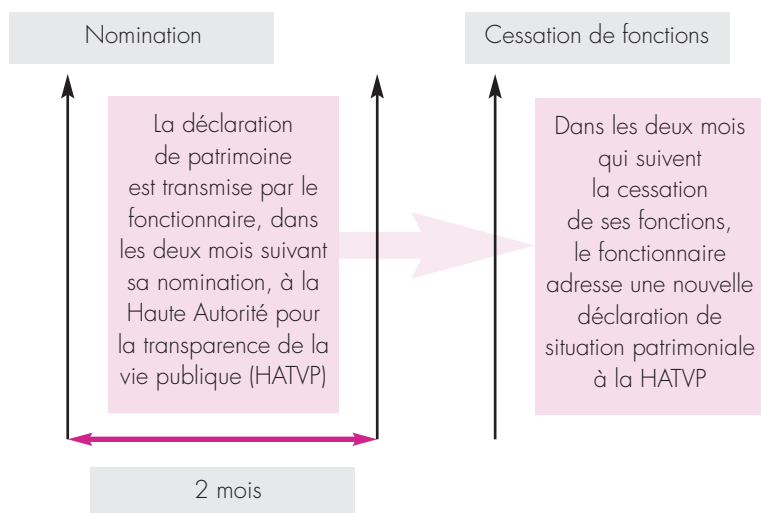 Nomination
Cessation de fonctions
La déclaration
de patrimoine
est transmise par le
fonctionnaire, dans
les deux mois suivant
sa nomination, à la
Haute Autorité pour
la transparence de la
vie publique (HATVP)
Dans les deux mois
qui suivent
la cessation
de ses fonctions,
le fonctionnaire
adresse une nouvelle
déclaration de
situation patrimoniale
à la HATVP
2 mois